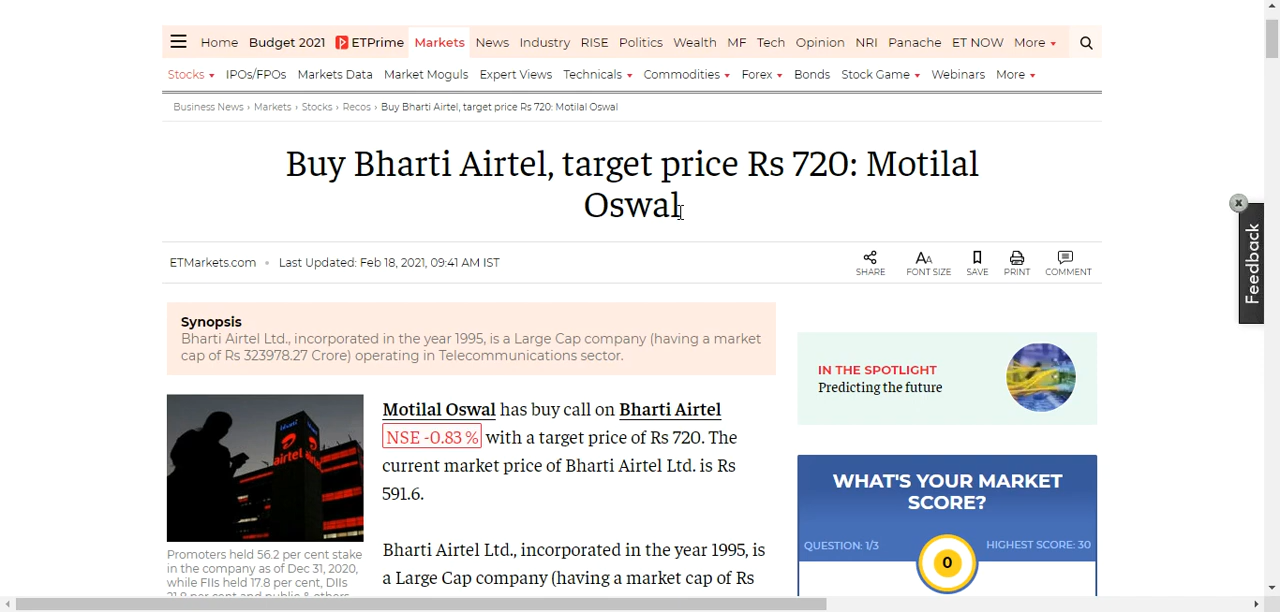 Home Budget 2021 ETPrime Markets News Industry RISE Politics Wealth MF Tech Opinion NRI Panache ET NOW More
Stocks IPOs/FPOs Markets Data Market Moguls Expert Views Technicals Commodities Forex Bonds Stock Game Webinars More
Business News › Markets › Stocks › Recos › Buy Bharti Airtel, target price Rs 720: Motilal Oswal
Buy Bharti Airtel, target price Rs 720: Motilal
Oswal
ETMarkets.com • Last Updated: Feb 18, 2021, 09:41 AM IST
SHARE FONT SIZE SAVE PRINT COMMENT
Feedback
Synopsis
Bharti Airtel Ltd., incorporated in the year 1995, is a Large Cap company (having a market
cap of Rs 323978.27 Crore) operating in Telecommunications sector.
airtel
Promoters held 56.2 per cent stake
in the company as of Dec 31, 2020,
while FIIs held 17.8 per cent, DIIs
21.8 per cent and public & others
Motilal Oswal has buy call on Bharti Airtel
NSE -0.83 % with a target price of Rs 720. The
current market price of Bharti Airtel Ltd. is Rs
591.6.
Bharti Airtel Ltd., incorporated in the year 1995, is
a Large Cap company (having a market cap of Rs
IN THE SPOTLIGHT
Predicting the future
WHAT'S YOUR MARKET
SCORE?
QUESTION: 1/3
HIGHEST SCORE: 30
0